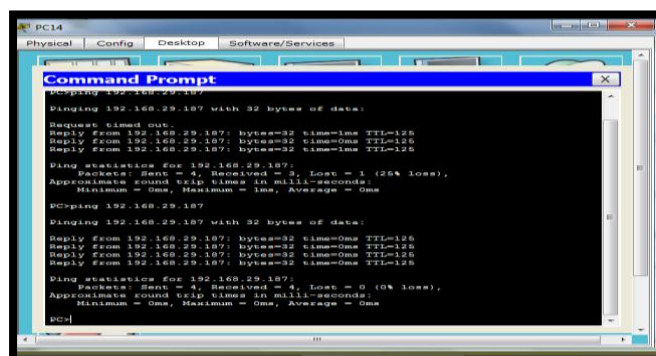 PC14
Physical Config Desktop Software/Services
Command Prompt
PC>ping 192.168.29.187
Pinging 192.168.29.187 with 32 bytes of data:
Request timed out.
Reply from 192.168.29.187: bytes=32 time=1ms TTL=125
Reply from 192.168.29.187: bytes=32 time=0ms TTL=125
Reply from 192.168.29.187: bytes=32 time=1ms TTL=125
Ping statistics for 192.168.29.187:
Packets: Sent = 4, Received = 3, Lost = 1 (25% loss),
Approximate round trip times in milli-seconds:
Minimum = 0ms, Maximum = 1ms, Average = 0ms
PC>ping 192.168.29.187
Pinging 192.168.29.187 with 32 bytes of data:
Reply from 192.168.29.187: bytes=32 time=0ms TTL=125
Reply from 192.168.29.187: bytes=32 time=0ms TTL=125
Reply from 192.168.29.187: bytes=32 time=0ms TTL=125
Reply from 192.168.29.187: bytes=32 time=0ms TTL=125
Ping statistics for 192.168.29.187:
Packets: Sent = 4, Received = 4, Lost = 0 (0% loss),
Approximate round trip times in milli-seconds:
Minimum = 0ms, Maximum = 0ms, Average = 0ms
PC>